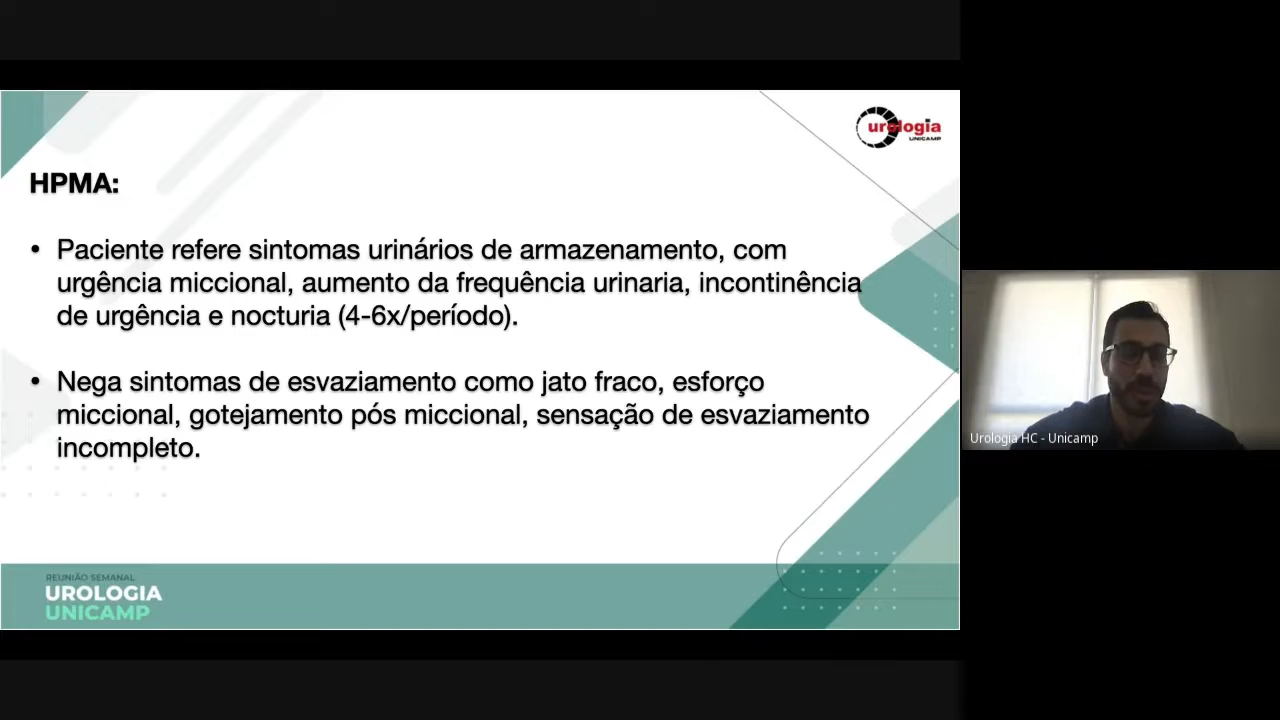 urologia
UNICAMP
HPMA:
• Paciente refere sintomas urinários de armazenamento, com
urgência miccional, aumento da frequência urinaria, incontinência
de urgência e nocturia (4-6x/período).
• Nega sintomas de esvaziamento como jato fraco, esforço
miccional, gotejamento pós miccional, sensação de esvaziamento
incompleto.
REUNIÃO SEMANAL
UROLOGIA
UNICAMP
Urologia HC - Unicamp